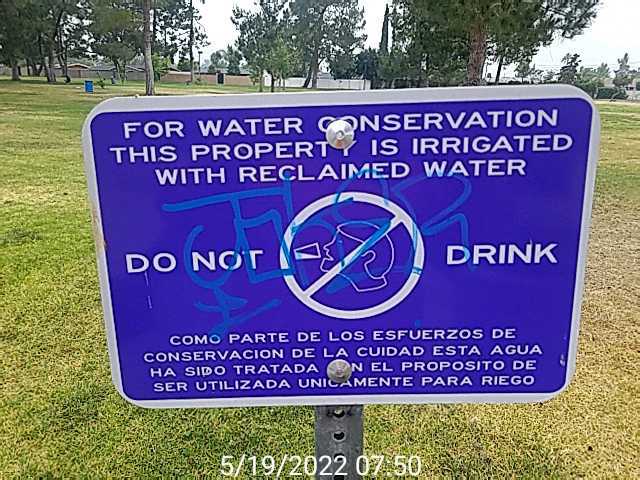 FOR WATER CONSERVATION
THIS PROPERTY IS IRRIGATED
WITH RECLAIMED WATER
DO NOT DRINK
COMO PARTE DE LOS ESFUERZOS DE
CONSERVACION DE LA CUIDAD ESTA AGUA
HA SIDO TRATADA CON EL PROPOSITO DE
SER UTILIZADA UNICAMENTE PARA RIEGO
5/19/2022 07:50